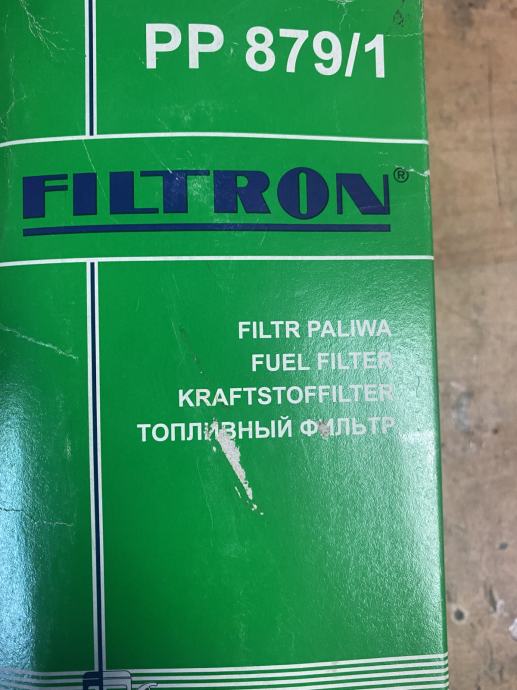 PP 879/1
FILTRON®
FILTR PALIWA
FUEL FILTER
KRAFTSTOFFILTER
ТОПЛИВНЫЙ ФИЛЬТР